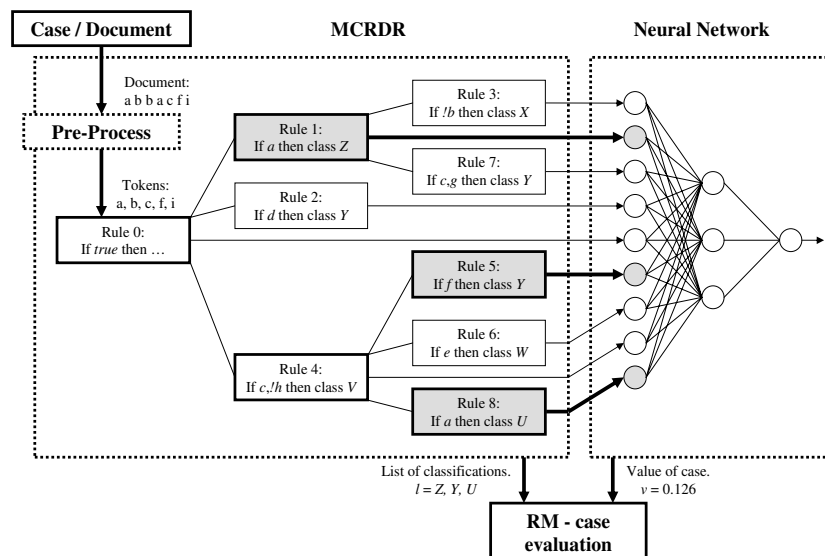 Case / Document
MCRDR
Neural Network
Document:
a b b a c f i
Pre-Process
Tokens:
a, b, c, f, i
Rule 0:
If true then …
Rule 1:
If a then class Z
Rule 2:
If d then class Y
Rule 3:
If !b then class X
Rule 7:
If c,g then class Y
Rule 4:
If c,!h then class V
Rule 5:
If f then class Y
Rule 6:
If e then class W
Rule 8:
If a then class U
List of classifications.
l = Z, Y, U
Value of case.
v = 0.126
RM - case
evaluation